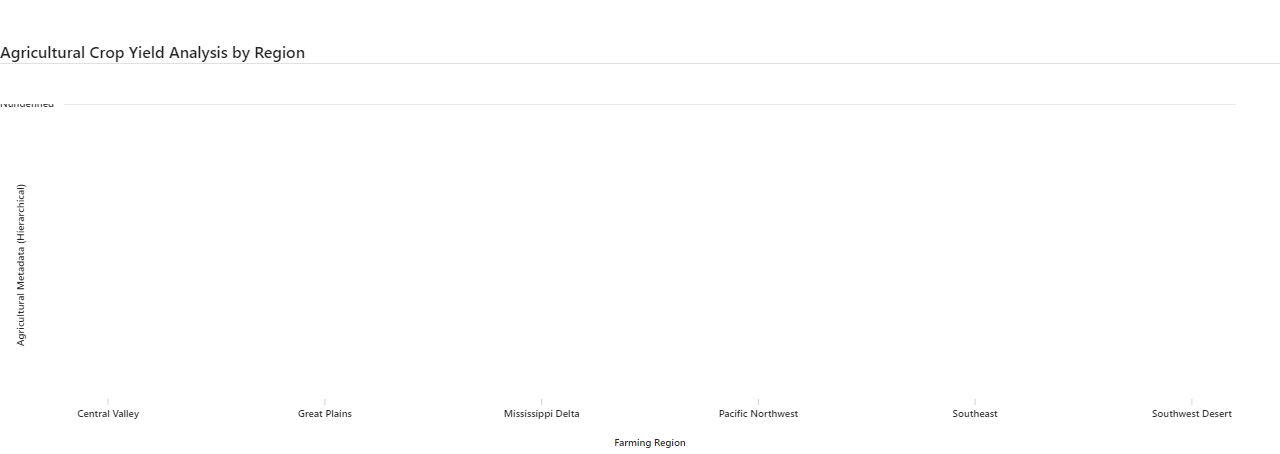 Agricultural Crop Yield Analysis by Region
Agricultural Metadata (Hierarchical)
Central Valley
Great Plains
Mississippi Delta
Pacific Northwest
Southeast
Southwest Desert
Farming Region